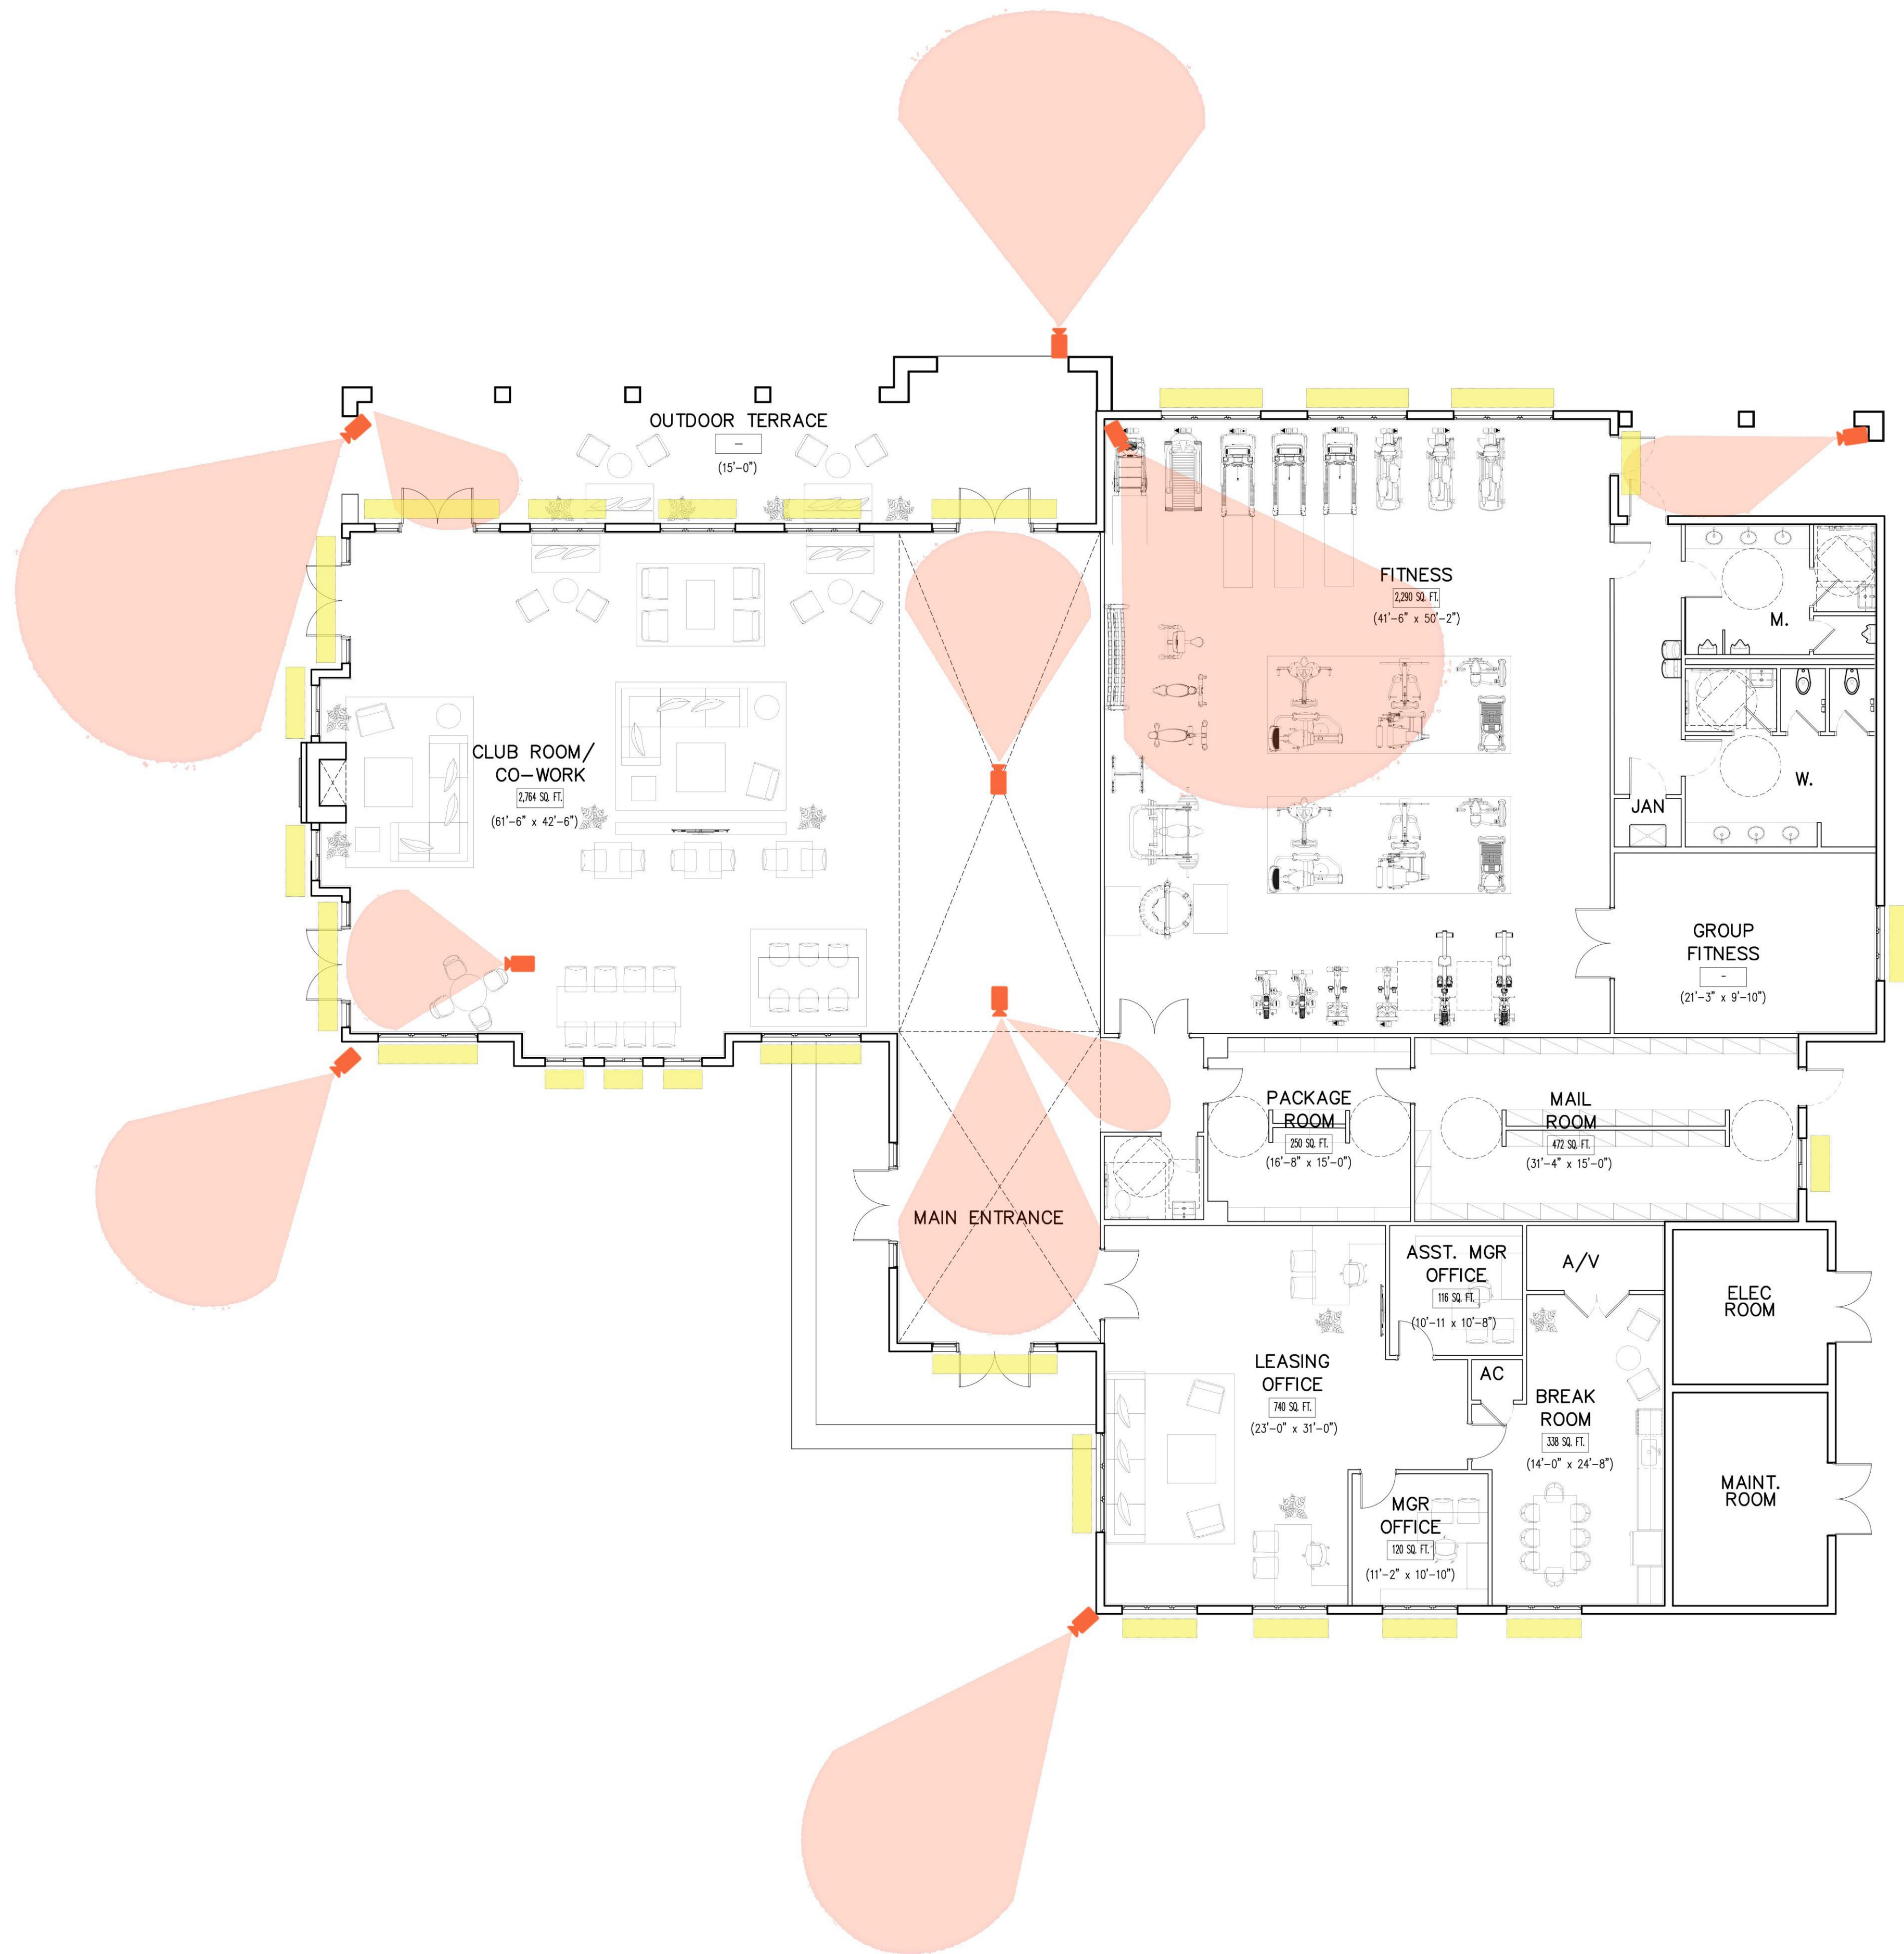 OUTDOOR TERRACE
-
(15'-0")
FITNESS
2,290 SQ. FT.
(41'-6" x 50'-2")
M.
W.
JAN
CLUB ROOM/
CO-WORK
2,764 SQ. FT.
(61'-6" x 42'-6")
GROUP
FITNESS
-
(21'-3" x 9'-10")
PACKAGE
ROOM
250 SQ. FT.
(16'-8" x 15'-0")
MAIL
ROOM
472 SQ. FT.
(31'-4" x 15'-0")
MAIN ENTRANCE
ASST. MGR
OFFICE
116 SQ. FT.
(10'-11 x 10'-8")
A/V
ELEC
ROOM
LEASING
OFFICE
740 SQ. FT.
(23'-0" x 31'-0")
AC
BREAK
ROOM
338 SQ. FT.
(14'-0" x 24'-8")
MGR
OFFICE
120 SQ. FT.
(11'-2" x 10'-10")
MAINT.
ROOM